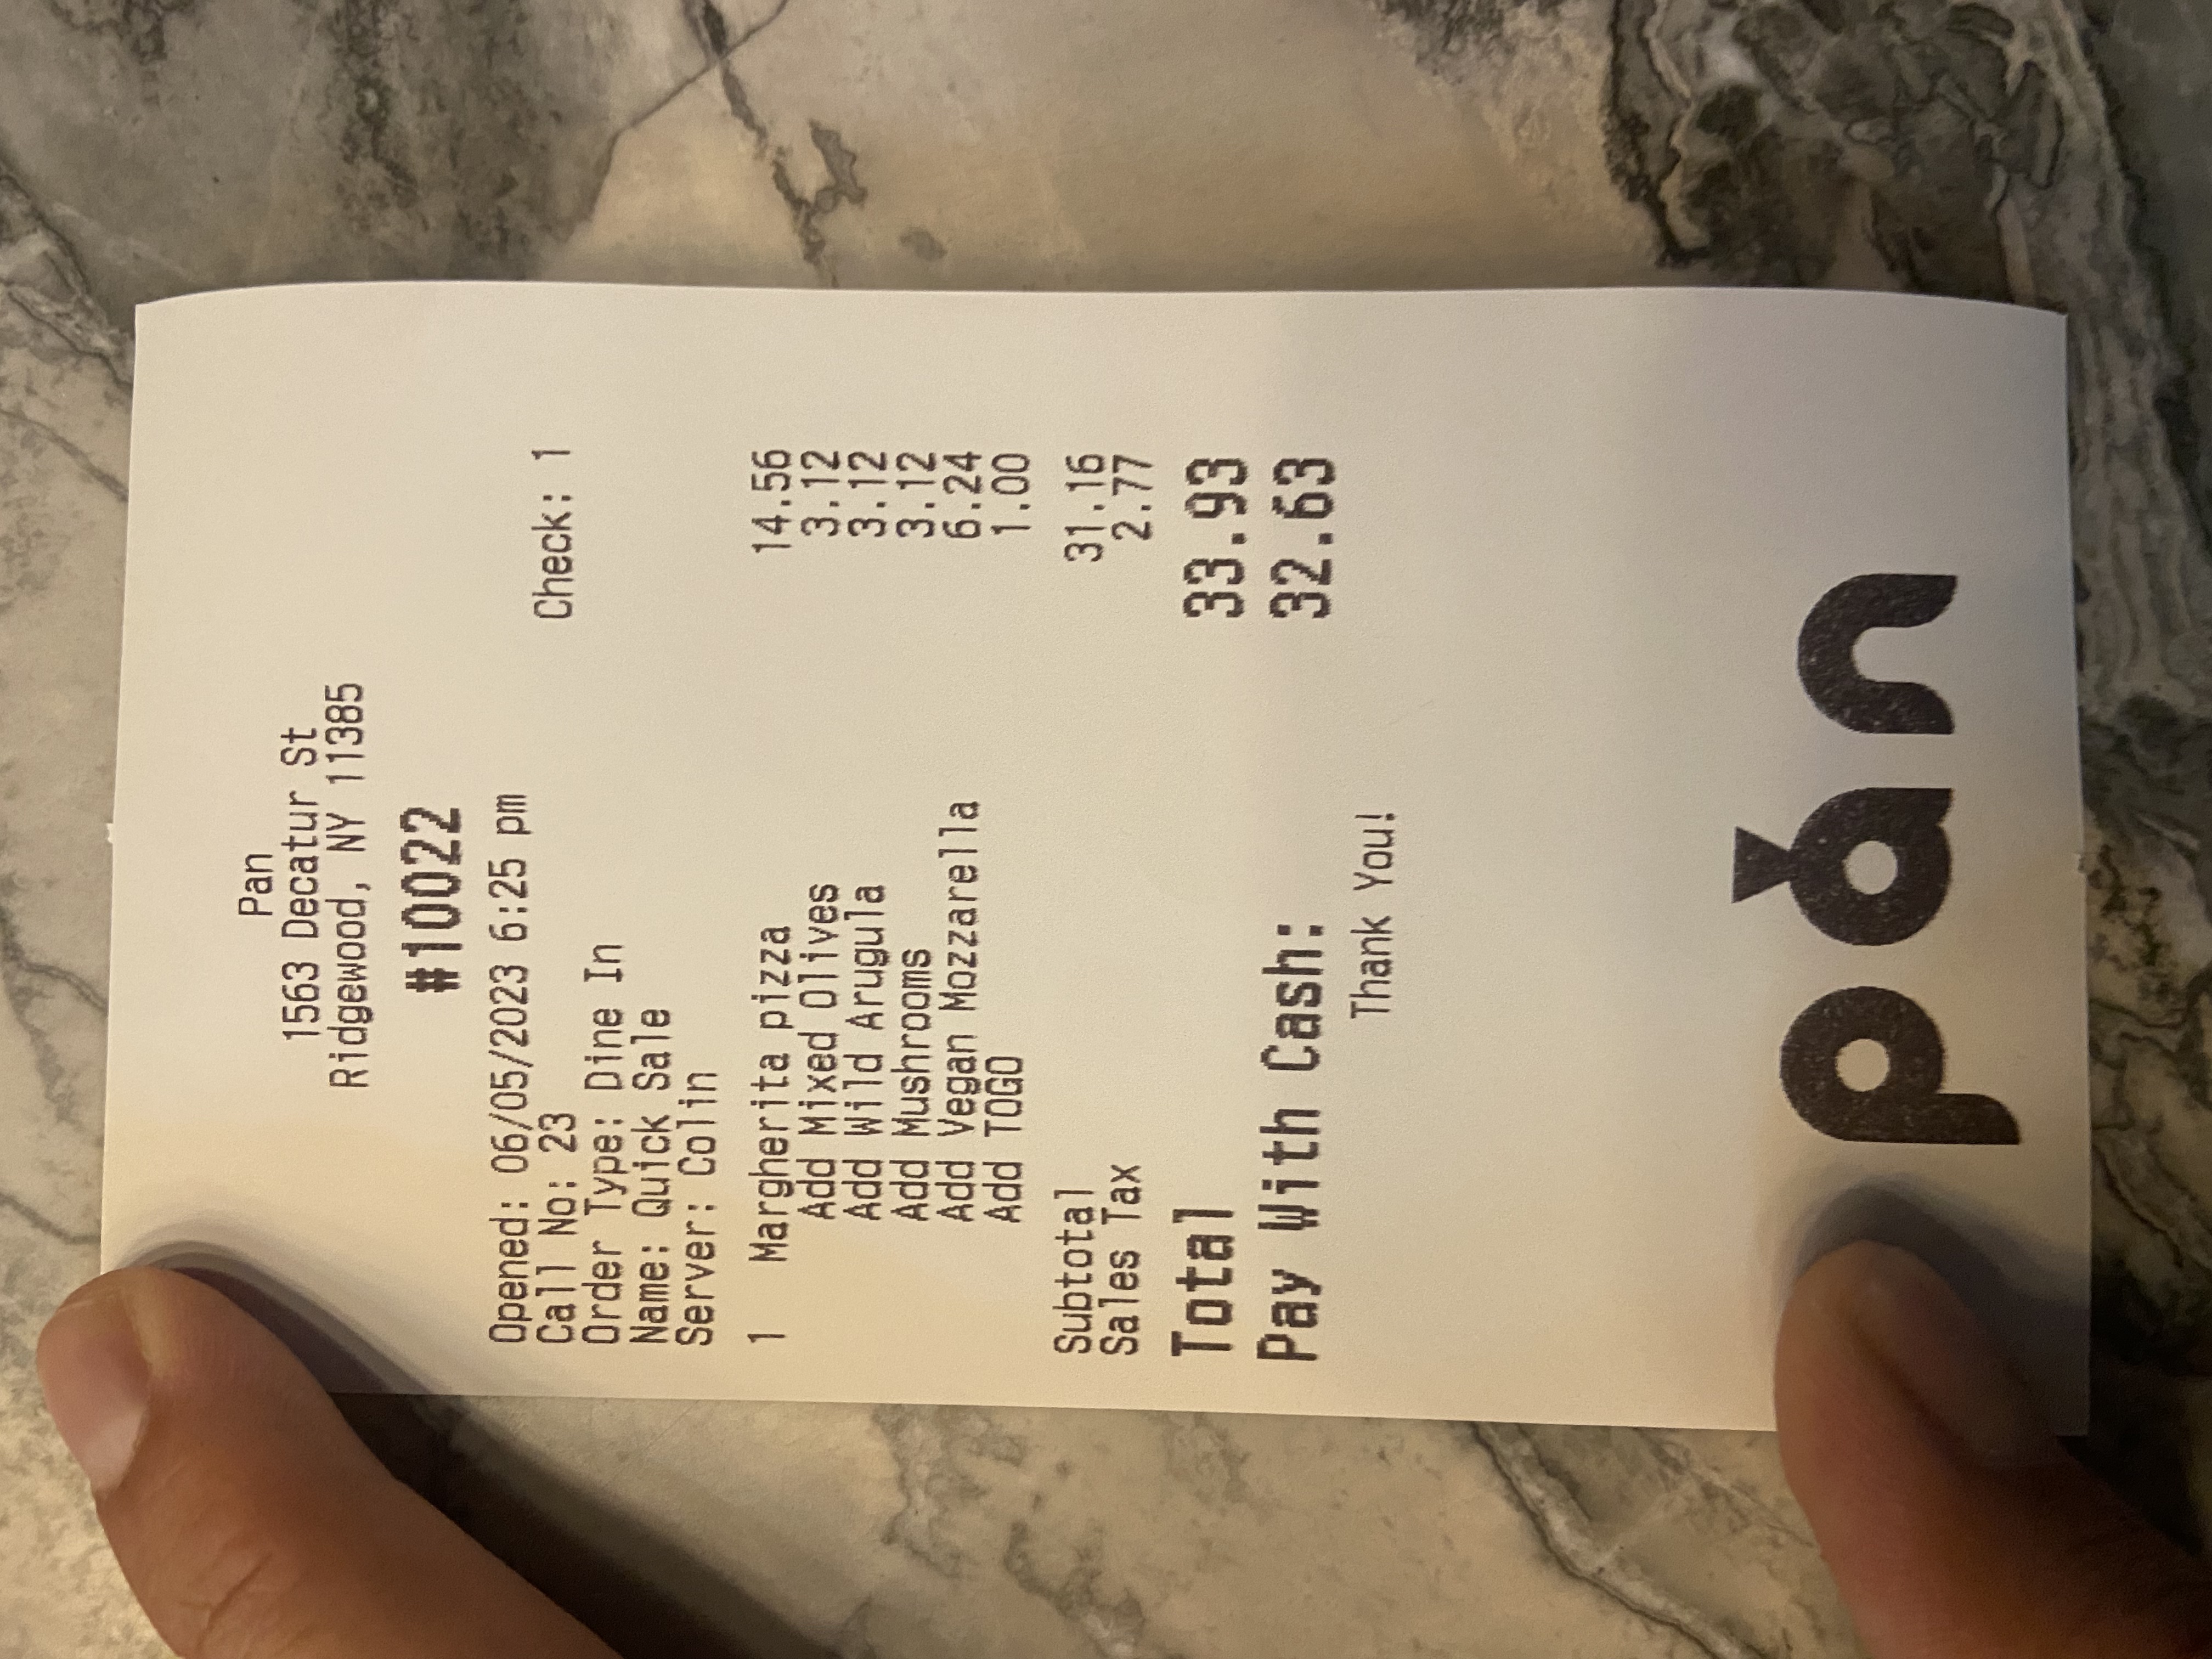 Pan
1563 Decatur St
Ridgewood, NY 11385
#10022
Opened: 06/05/2023 6:25 pm
Call No: 23 Check: 1
Order Type: Dine In
Name: Quick Sale
Server: Colin
1 Margherita pizza 14.56
Add Mixed Olives 3.12
Add Wild Arugula 3.12
Add Mushrooms 3.12
Add Vegan Mozzarella 6.24
Add TOGO 1.00
Subtotal 31.16
Sales Tax 2.77
Total 33.93
Pay With Cash: 32.63
Thank You!
pan